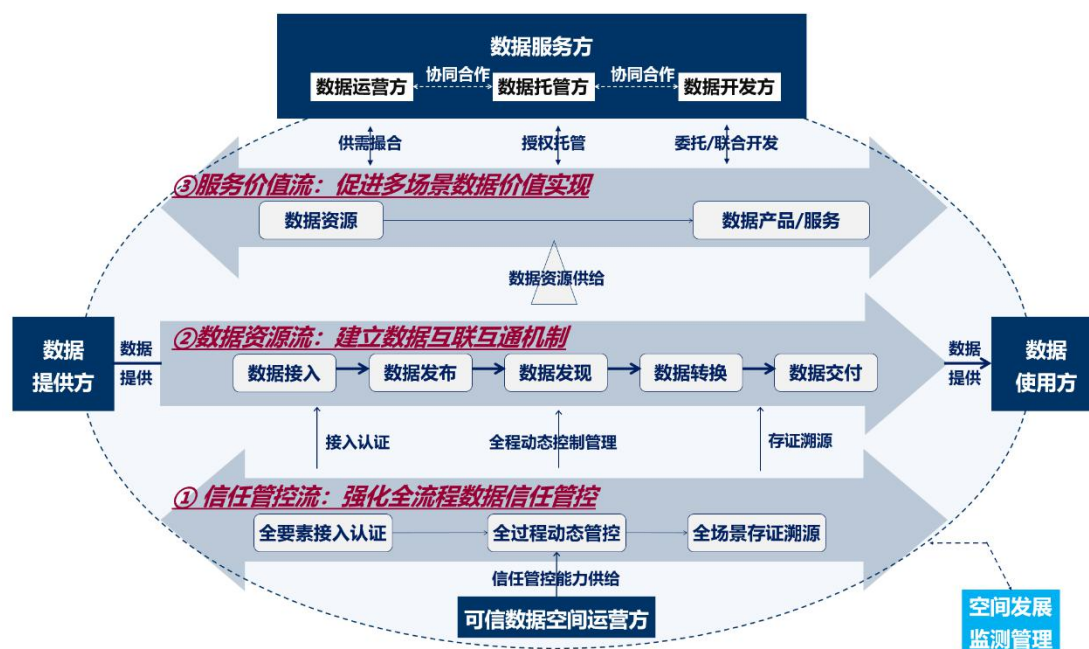 数据服务方
协同合作 协同合作
数据运营方 数据托管方 数据开发方
供需撮合 授权托管 委托/联合开发
③服务价值流：促进多场景数据价值实现
数据资源 数据产品/服务
数据资源供给
②数据资源流：建立数据互联互通机制
数据
提供方
数据
提供
数据接入 数据发布 数据发现 数据转换 数据交付
数据
提供
数据
使用方
接入认证 全程动态控制管理 存证溯源
① 信任管控流：强化全流程数据信任管控
全要素接入认证 全过程动态管控 全场景存证溯源
信任管控能力供给
可信数据空间运营方
空间发展
监测管理